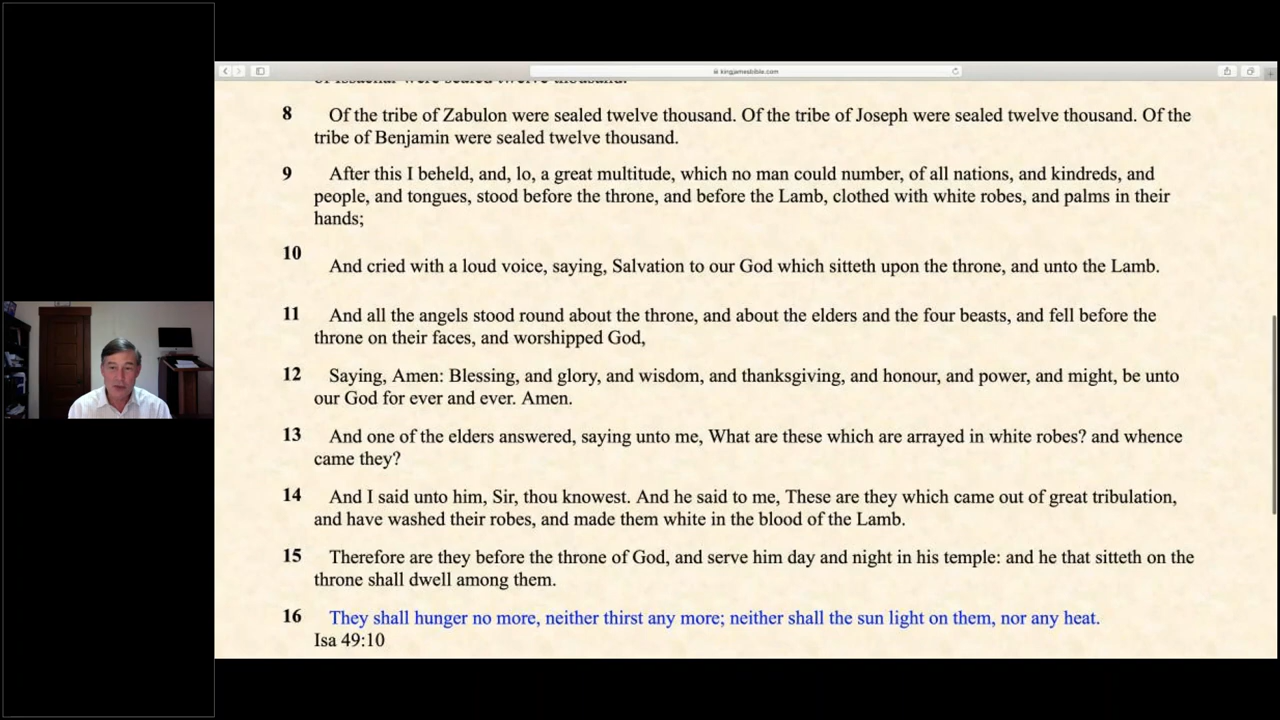 kingjamesbible.com
of Issachar were sealed twelve thousand.
8 Of the tribe of Zabulon were sealed twelve thousand. Of the tribe of Joseph were sealed twelve thousand. Of the
tribe of Benjamin were sealed twelve thousand.
9 After this I beheld, and, lo, a great multitude, which no man could number, of all nations, and kindreds, and
people, and tongues, stood before the throne, and before the Lamb, clothed with white robes, and palms in their
hands;
10 And cried with a loud voice, saying, Salvation to our God which sitteth upon the throne, and unto the Lamb.
11 And all the angels stood round about the throne, and about the elders and the four beasts, and fell before the
throne on their faces, and worshipped God,
12 Saying, Amen: Blessing, and glory, and wisdom, and thanksgiving, and honour, and power, and might, be unto
our God for ever and ever. Amen.
13 And one of the elders answered, saying unto me, What are these which are arrayed in white robes? and whence
came they?
14 And I said unto him, Sir, thou knowest. And he said to me, These are they which came out of great tribulation,
and have washed their robes, and made them white in the blood of the Lamb.
15 Therefore are they before the throne of God, and serve him day and night in his temple: and he that sitteth on the
throne shall dwell among them.
16 They shall hunger no more, neither thirst any more; neither shall the sun light on them, nor any heat.
Isa 49:10